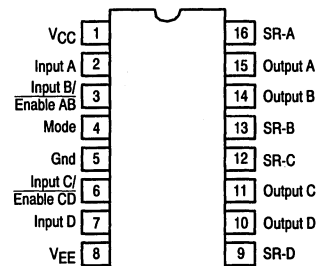 VCC 1
Input A 2
Input B/
Enable AB 3
Mode 4
Gnd 5
Input C/
Enable CD 6
Input D 7
VEE 8
16 SR-A
15 Output A
14 Output B
13 SR-B
12 SR-C
11 Output C
10 Output D
9 SR-D